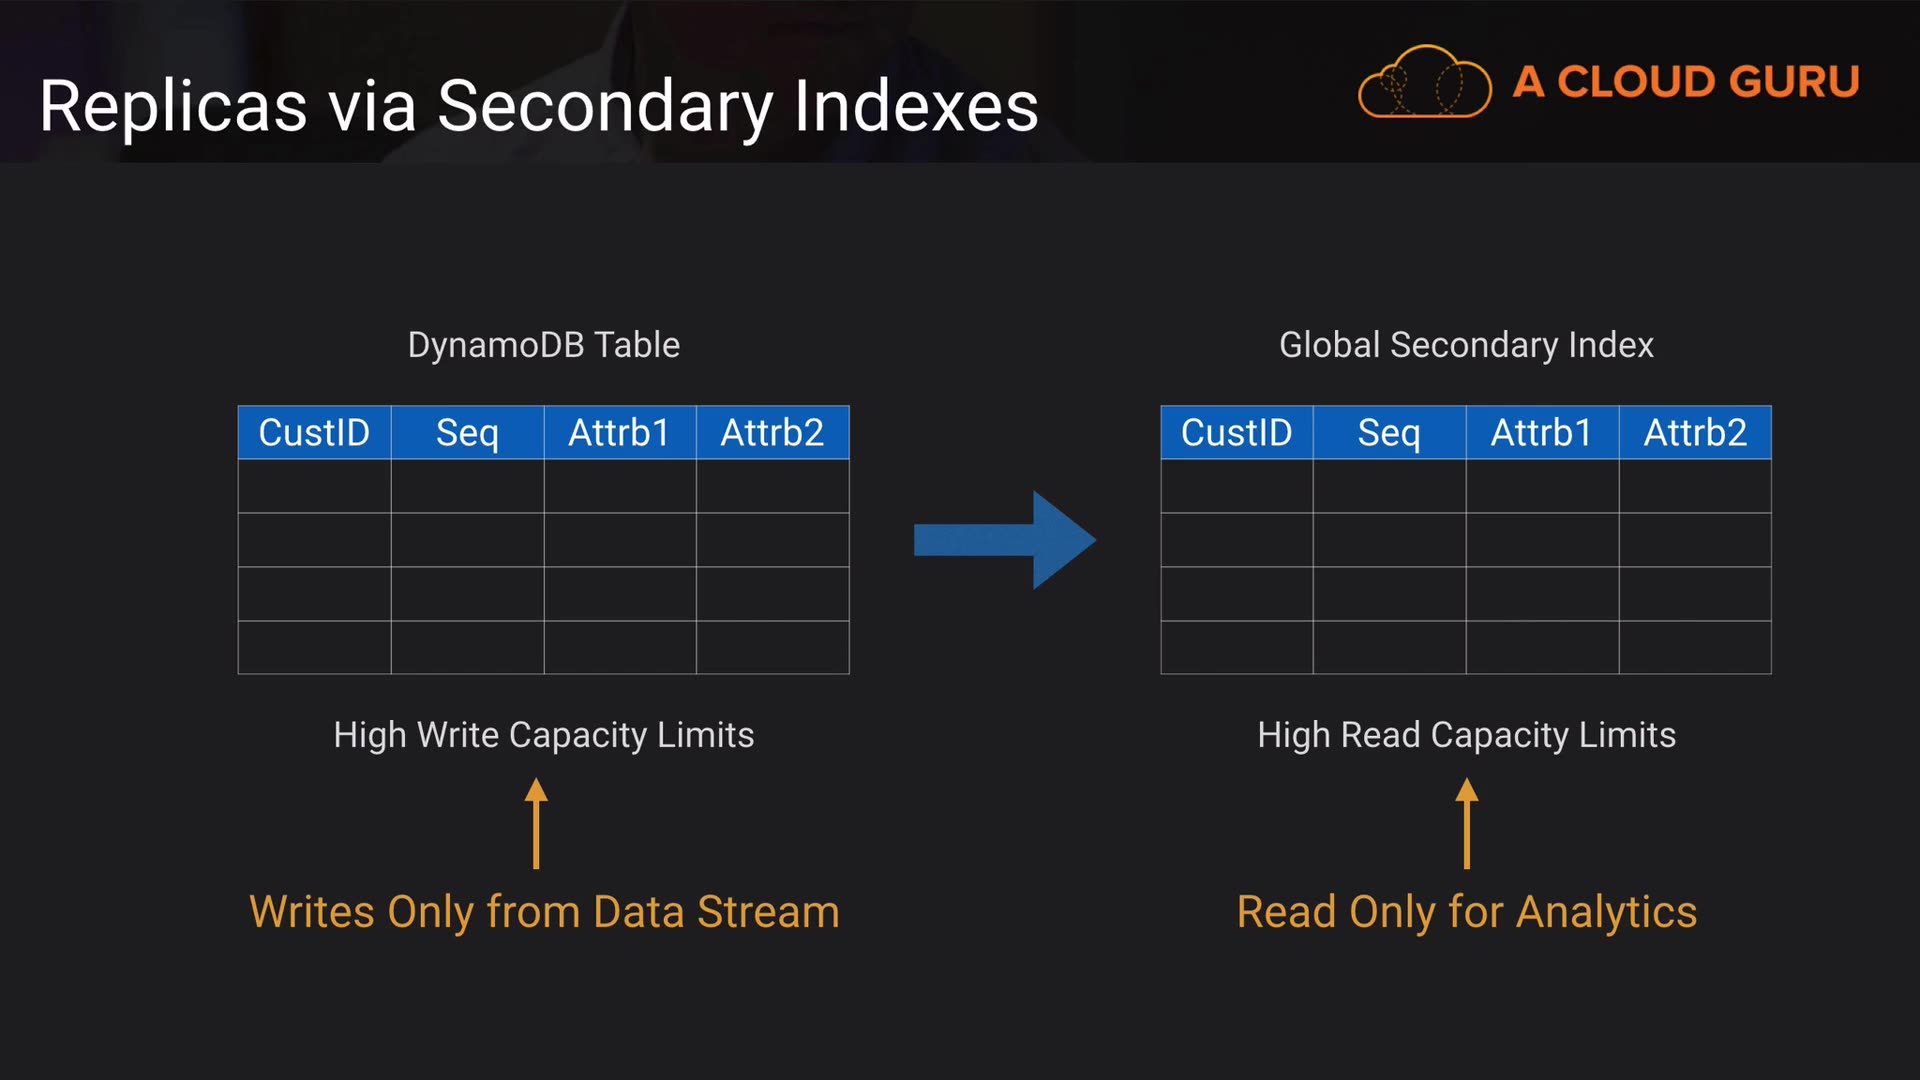 Replicas via Secondary Indexes
A CLOUD GURU
DynamoDB Table
CustID Seq Attrb1 Attrb2
High Write Capacity Limits
Writes Only from Data Stream
Global Secondary Index
CustID Seq Attrb1 Attrb2
High Read Capacity Limits
Read Only for Analytics